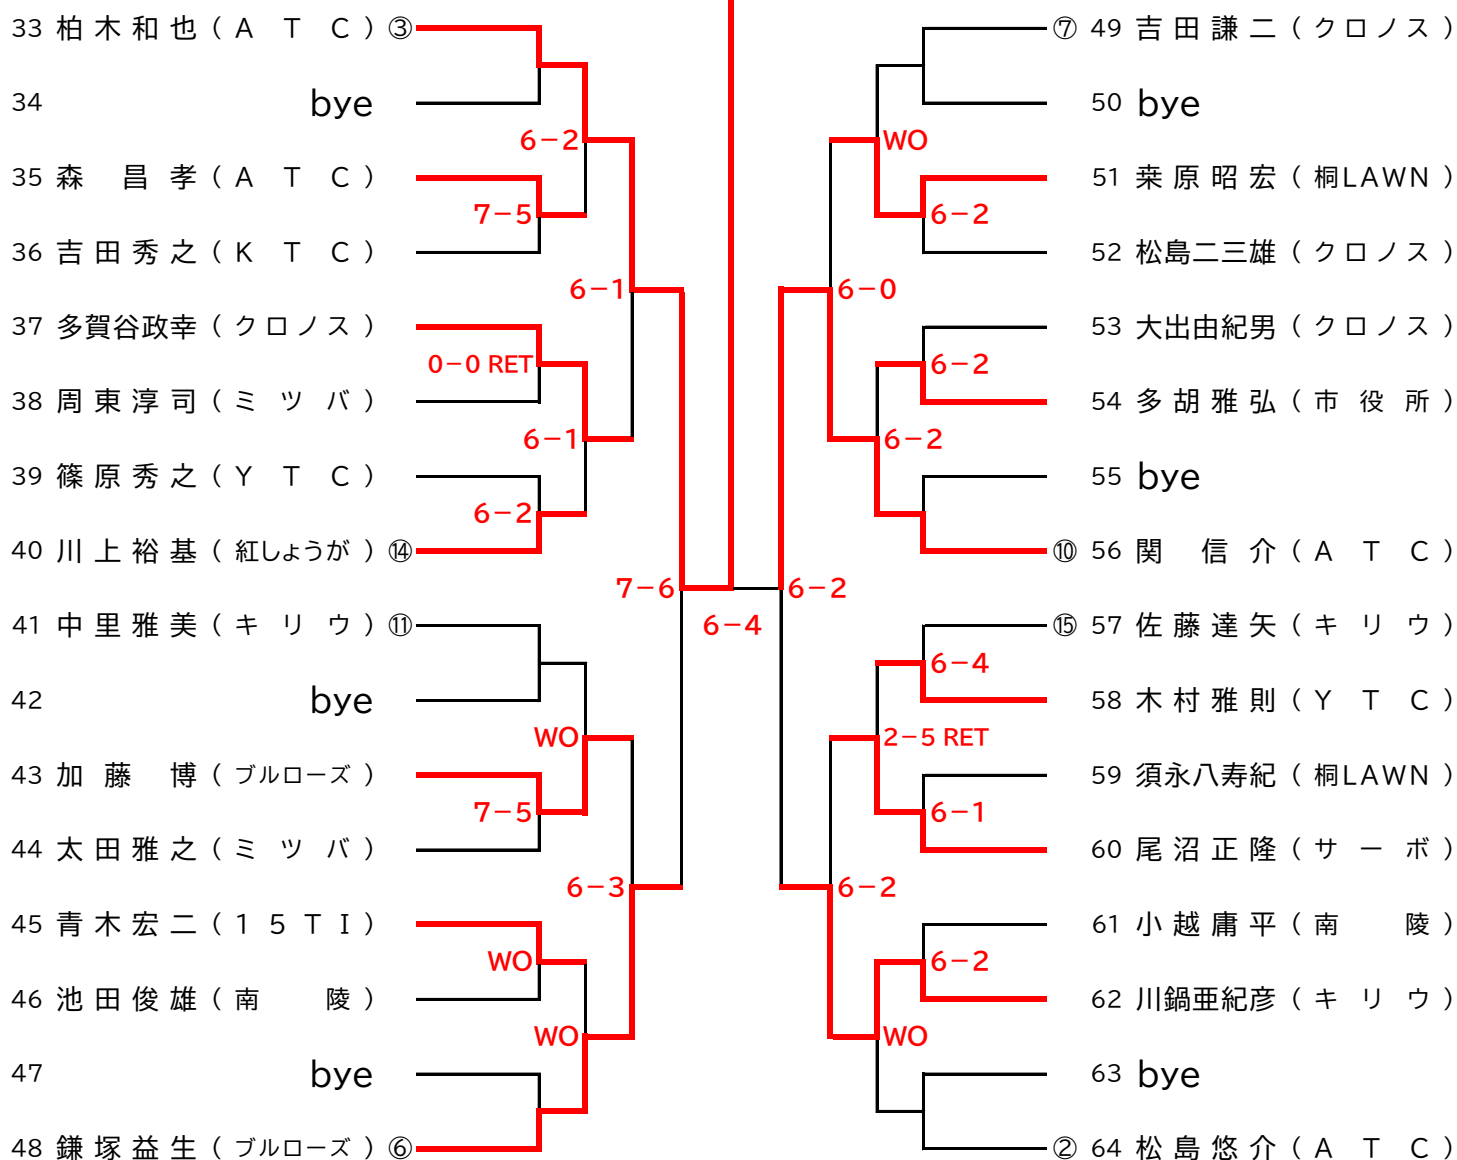 33 柏木和也（ＡＴＣ）③
34 bye
6-2
35 森 昌孝（ＡＴＣ）
7-5
36 吉田秀之（ＫＴＣ）
6-1
37 多賀谷政幸（クロノス）
0-0 RET
38 周東淳司（ミツバ）
6-1
39 篠原秀之（ＹＴＣ）
6-2
40 川上裕基（紅しょうが）⑭
7-6
41 中里雅美（キリウ）⑪
6-4
42 bye
WO
43 加藤 博（ブルローズ）
7-5
44 太田雅之（ミツバ）
6-3
45 青木宏二（１５ＴＩ）
WO
46 池田俊雄（南陵）
WO
47 bye
48 鎌塚益生（ブルローズ）⑥
⑦ 49 吉田謙二（クロノス）
50 bye
WO
51 桒原昭宏（桐LAWN）
6-2
52 松島二三雄（クロノス）
6-0
53 大出由紀男（クロノス）
6-2
54 多胡雅弘（市役所）
6-2
55 bye
⑩ 56 関 信介（ＡＴＣ）
6-2
⑮ 57 佐藤達矢（キリウ）
6-4
58 木村雅則（ＹＴＣ）
2-5 RET
59 須永八寿紀（桐LAWN）
6-1
60 尾沼正隆（サーボ）
6-2
61 小越庸平（南陵）
6-2
62 川鍋亜紀彦（キリウ）
WO
63 bye
② 64 松島悠介（ＡＴＣ）